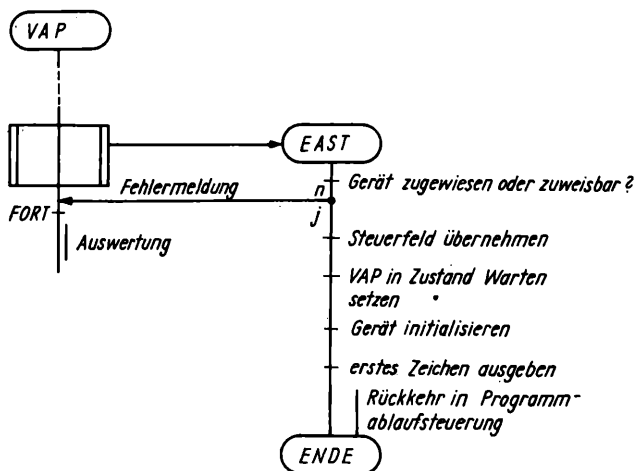 VAP
EAST
n
Gerät zugewiesen oder zuweisbar?
Fehlermeldung
j
FORT
Auswertung
Steuerfeld übernehmen
VAP in Zustand Warten
setzen
Gerät initialisieren
erstes Zeichen ausgeben
Rückkehr in Programm-
ablaufsteuerung
ENDE